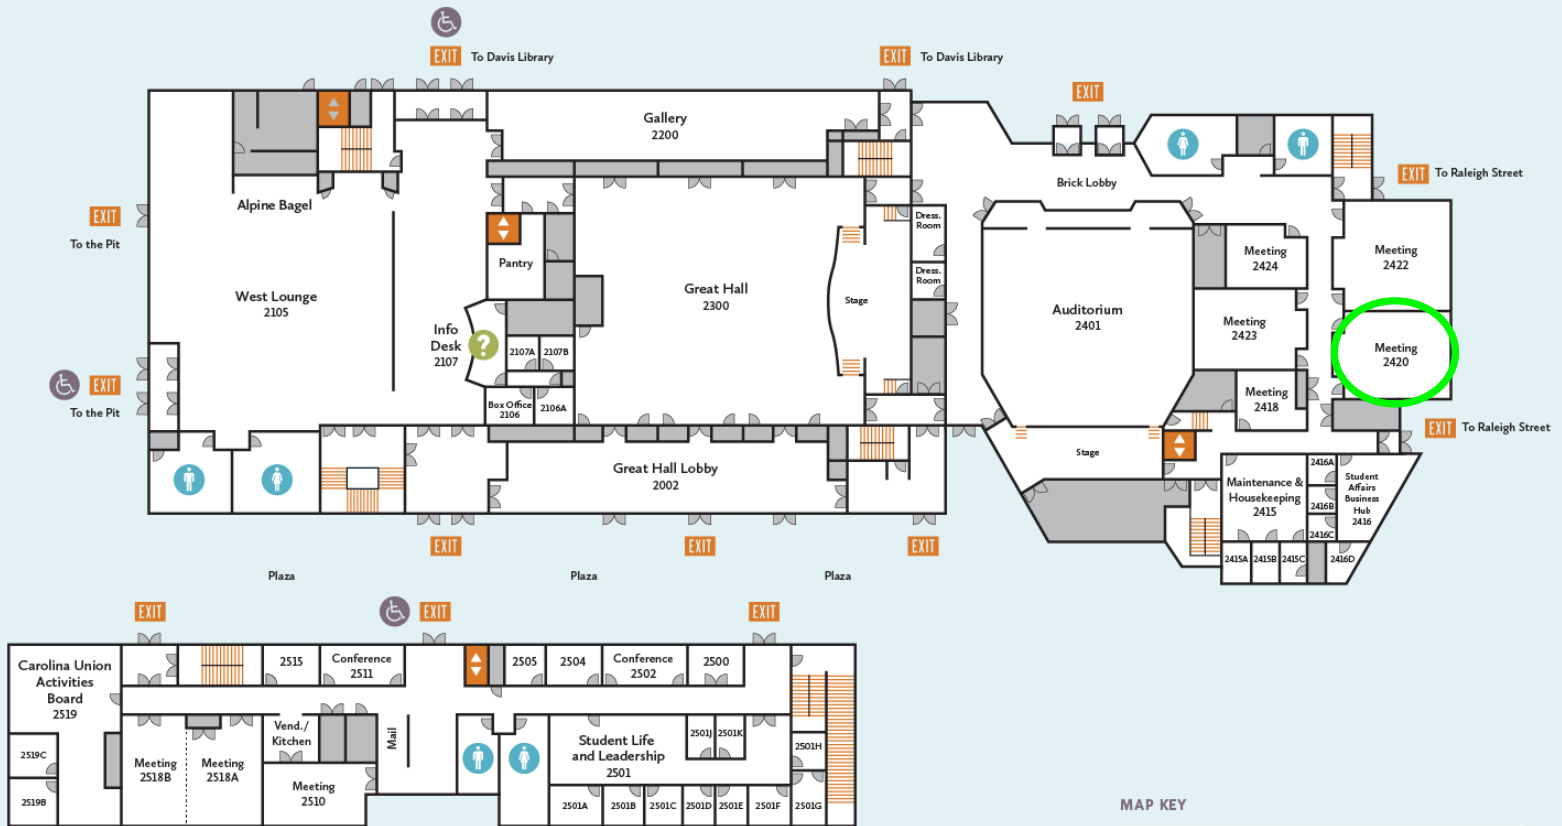 EXIT To Davis Library
EXIT To Davis Library
EXIT
Gallery
2200
Brick Lobby
EXIT To Raleigh Street
Alpine Bagel
EXIT
To the Pit
Dress.
Room
Dress.
Room
Pantry
Meeting
2424
Meeting
2422
West Lounge
2105
Great Hall
2300
Stage
Auditorium
2401
Info
Desk
2107
?
2107A
2107B
Meeting
2423
Meeting
2420
EXIT
To the Pit
Box Office
2106
2106A
Meeting
2418
EXIT To Raleigh Street
Great Hall Lobby
2002
Stage
Maintenance &
Housekeeping
2415
2416A
2416B
2416C
Student
Affairs
Business
Hub
2416
2415A
2415B
2415C
2416D
EXIT
EXIT
EXIT
Plaza
Plaza
Plaza
EXIT
EXIT
EXIT
Carolina Union
Activities
Board
2519
2515
Conference
2511
2505
2504
Conference
2502
2500
2519C
2519B
Meeting
2518B
Meeting
2518A
Vend./
Kitchen
Meeting
2510
Mail
Student Life
and Leadership
2501
2501J
2501K
2501H
2501A
2501B
2501C
2501D
2501E
2501F
2501G
MAP KEY